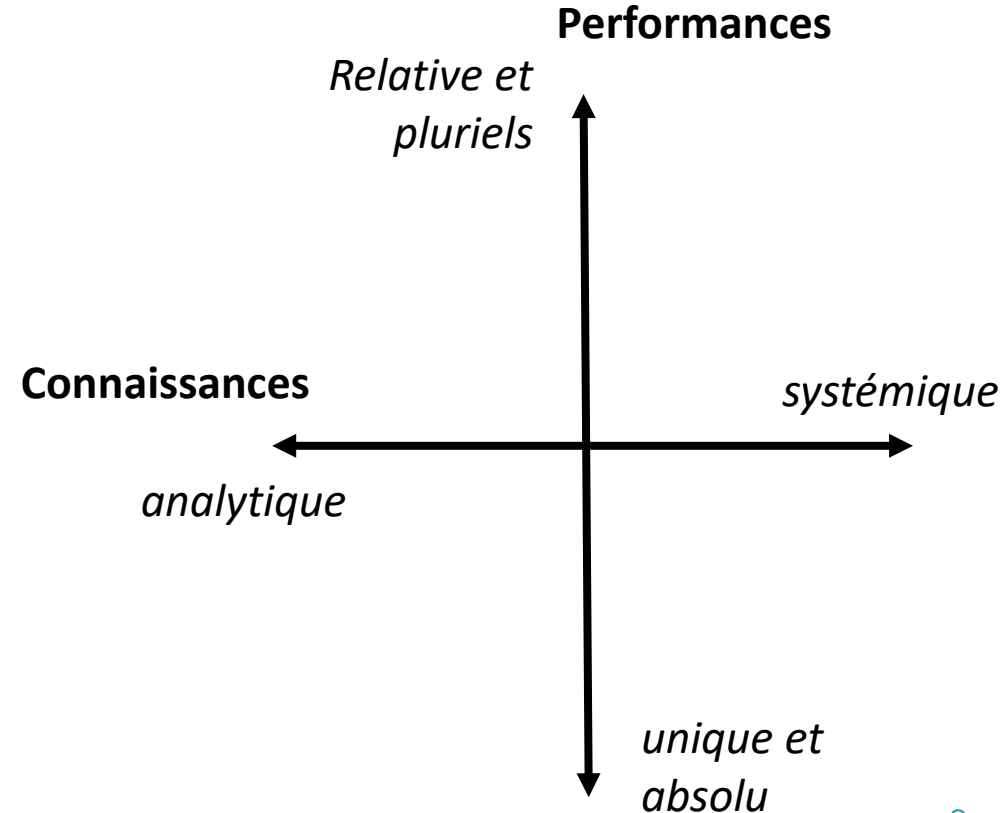 Performances
Relative et
pluriels
Connaissances
systémique
analytique
unique et
absolu